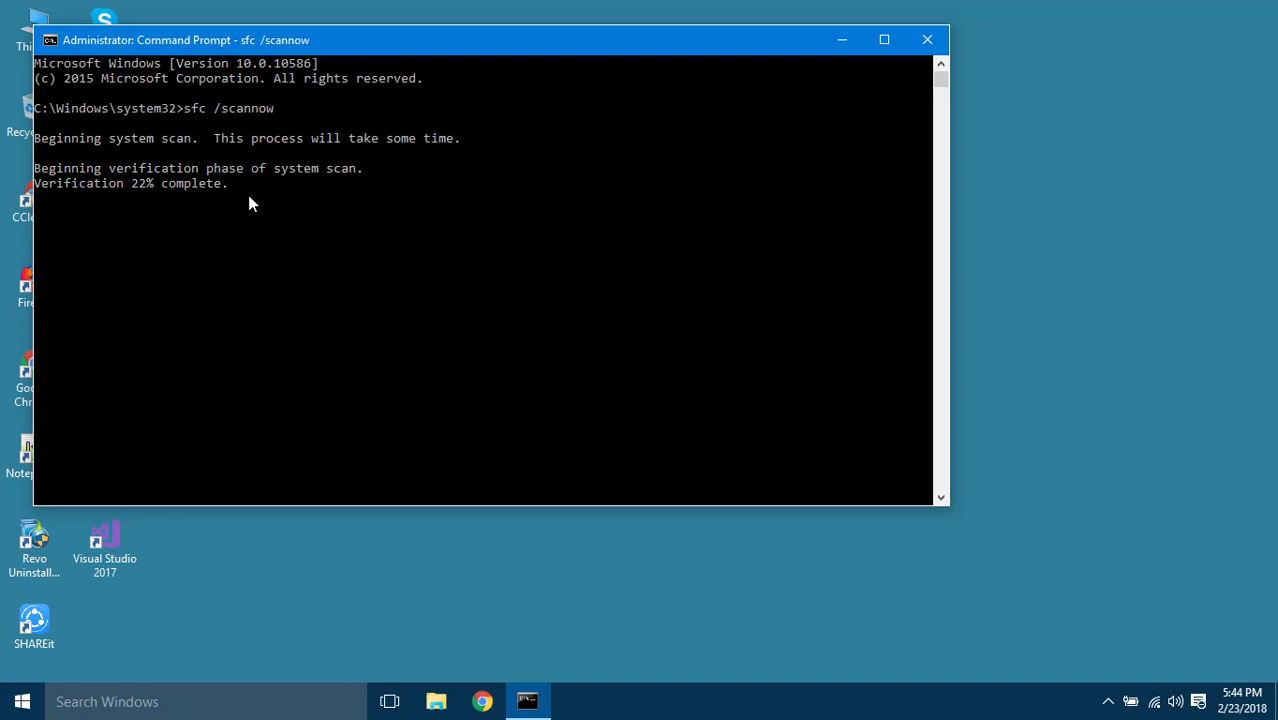 Administrator: Command Prompt - sfc /scannow
Microsoft Windows [Version 10.0.10586]
(c) 2015 Microsoft Corporation. All rights reserved.
C:\Windows\system32>sfc /scannow
Beginning system scan.  This process will take some time.
Beginning verification phase of system scan.
Verification 22% complete.
Revo
Uninstall...
Visual Studio
2017
SHAREit
Search Windows
5:44 PM
2/23/2018